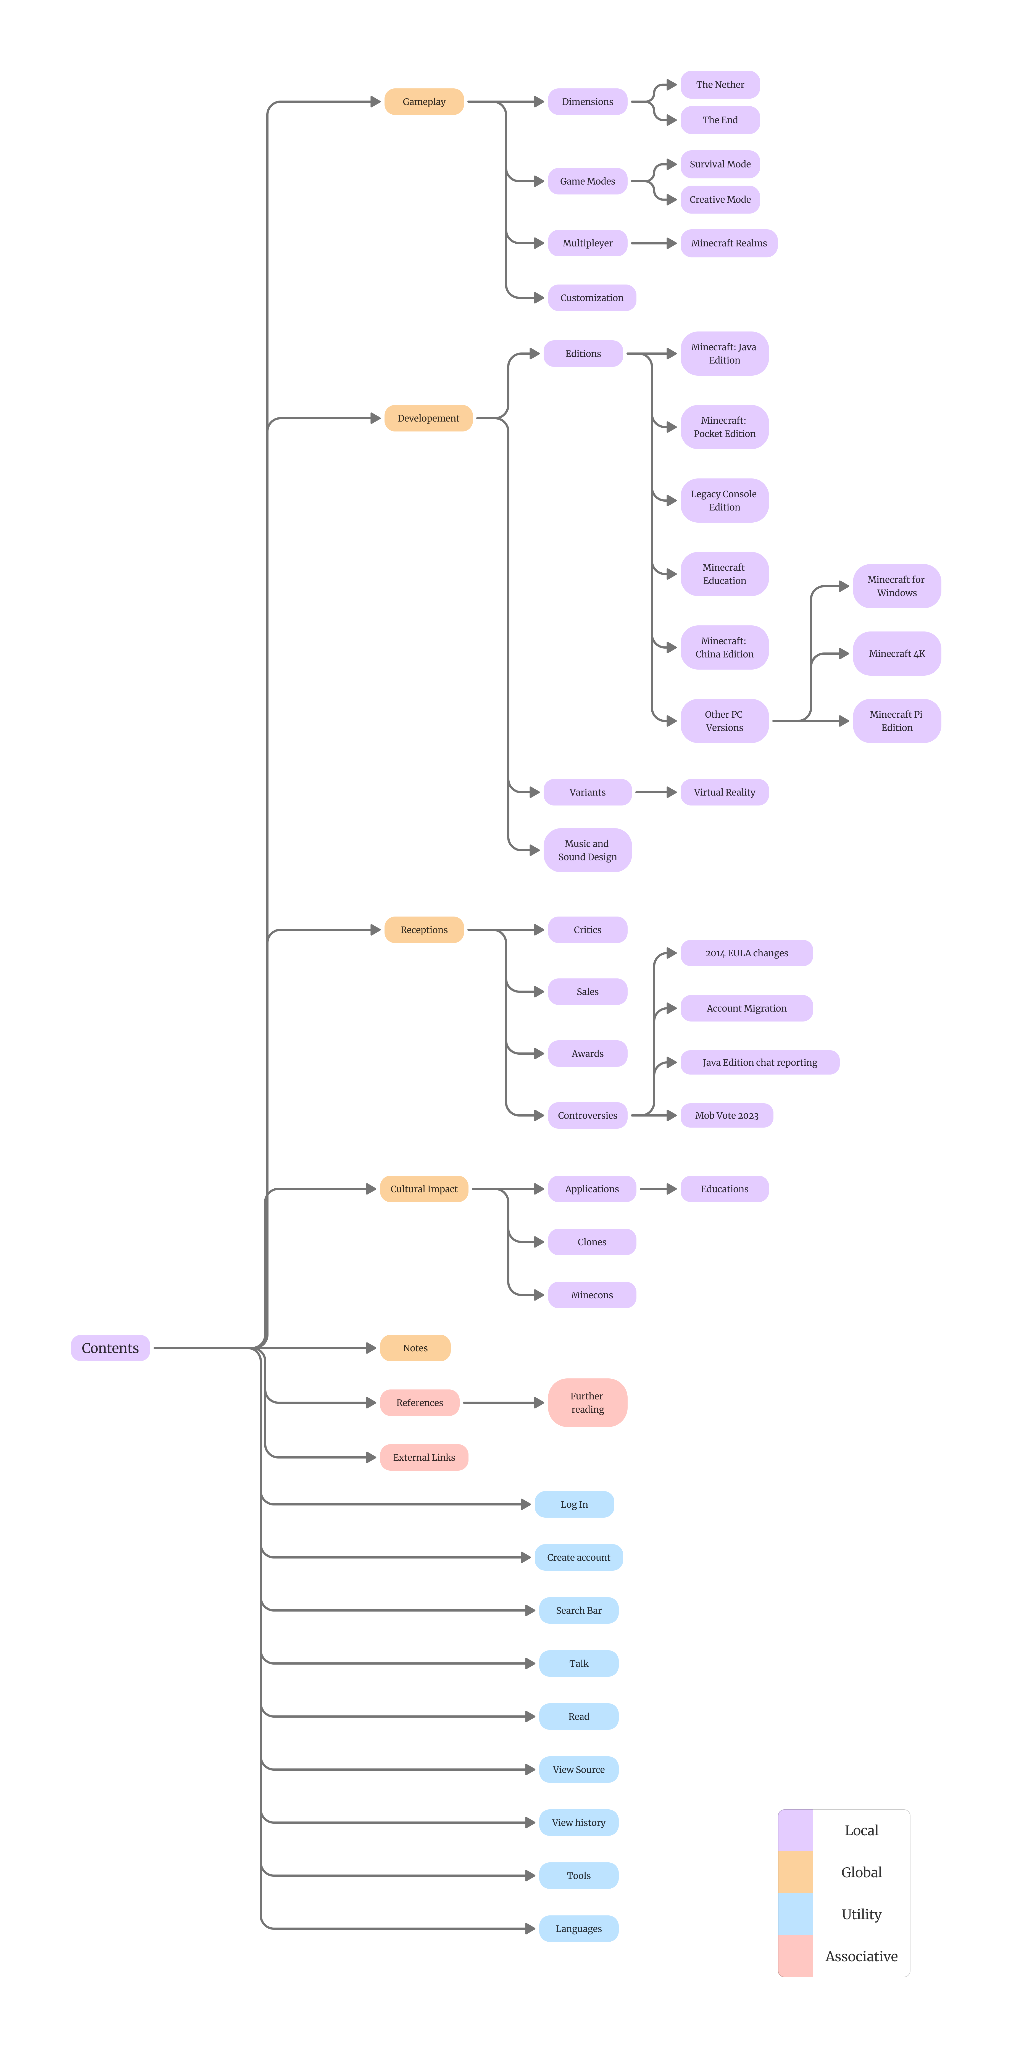 Gameplay
Dimensions
The Nether
The End
Game Modes
Survival Mode
Creative Mode
Multipleyer
Minecraft Realms
Customization
Developement
Editions
Minecraft: Java
Edition
Minecraft:
Pocket Edition
Legacy Console
Edition
Minecraft
Education
Minecraft:
China Edition
Other PC
Versions
Minecraft for
Windows
Minecraft 4K
Minecraft Pi
Edition
Variants
Virtual Reality
Music and
Sound Design
Receptions
Critics
Sales
Awards
Controversies
2014 EULA changes
Account Migration
Java Edition chat reporting
Mob Vote 2023
Cultural Impact
Applications
Educations
Clones
Minecons
Contents
Notes
References
Further
reading
External Links
Log In
Create account
Search Bar
Talk
Read
View Source
View history
Tools
Languages
Local
Global
Utility
Associative